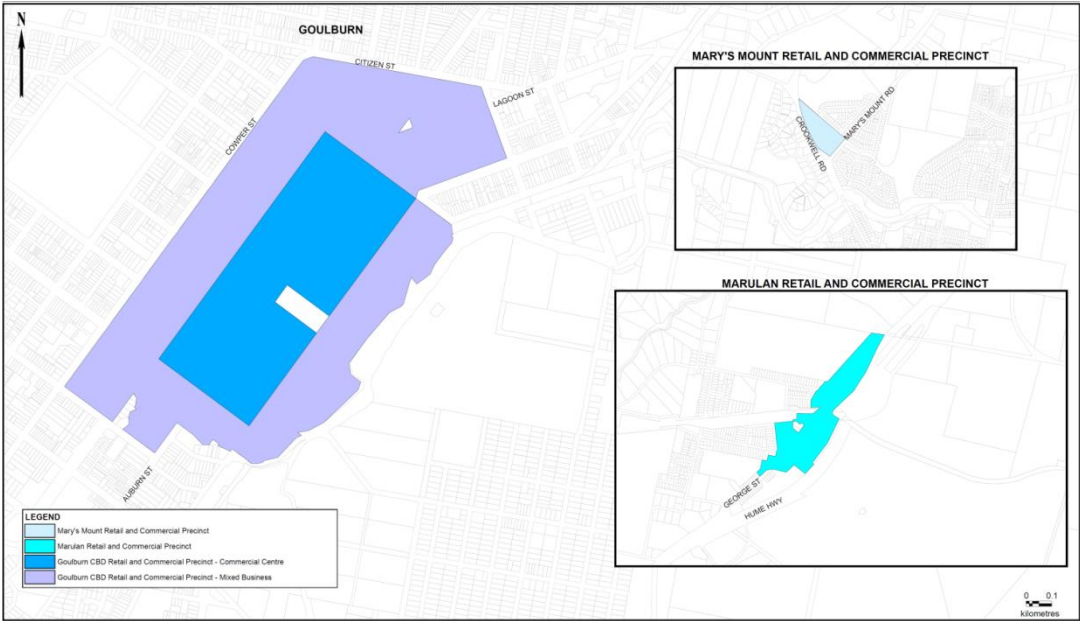 N
GOULBURN
CITIZEN ST
LAGOON ST
COWPER ST
AUBURN ST
MARY'S MOUNT RETAIL AND COMMERCIAL PRECINCT
MARY'S MOUNT RD
CROOKWELL RD
MARULAN RETAIL AND COMMERCIAL PRECINCT
GEORGE ST
HUME HWY
LEGEND
Mary's Mount Retail and Commercial Precinct
Marulan Retail and Commercial Precinct
Goulburn CBD Retail and Commercial Precinct - Commercial Centre
Goulburn CBD Retail and Commercial Precinct - Mixed Business
0 0.1
kilometres